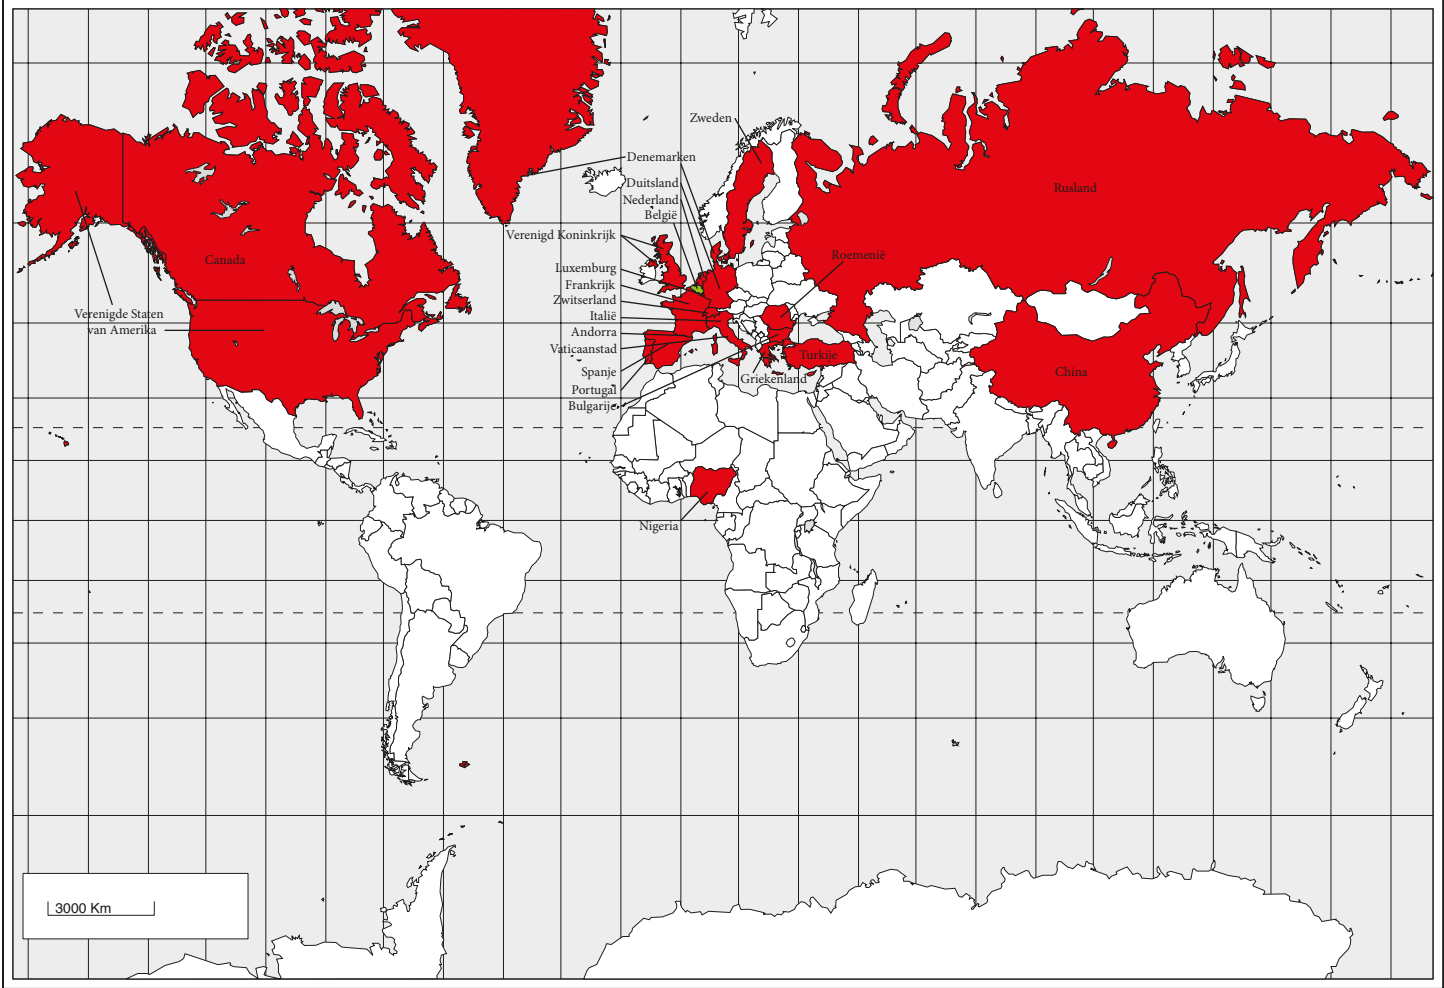 Zweden
Denemarken
Duitsland
Nederland
België
Rusland
Verenigd Koninkrijk
Canada
Roemenië
Luxemburg
Frankrijk
Zwitserland
Verenigde Staten
van Amerika
Italië
Andorra
Vaticaanstad
Turkije
Spanje
China
Griekenland
Portugal
Bulgarije
Nigeria
3000 Km